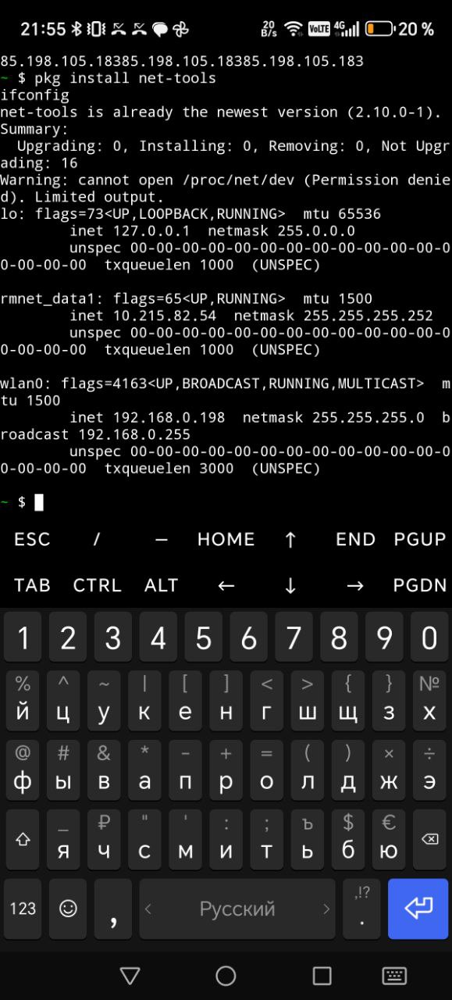 21:55 20 B/s VoLTE 4G 20 %
85.198.105.18385.198.105.18385.198.105.183
~ $ pkg install net-tools
ifconfig
net-tools is already the newest version (2.10.0-1).
Summary:
  Upgrading: 0, Installing: 0, Removing: 0, Not Upgr
ading: 16
Warning: cannot open /proc/net/dev (Permission denie
d). Limited output.
lo: flags=73<UP,LOOPBACK,RUNNING>  mtu 65536
        inet 127.0.0.1  netmask 255.0.0.0
        unspec 00-00-00-00-00-00-00-00-00-00-00-00-0
0-00-00-00  txqueuelen 1000  (UNSPEC)

rmnet_data1: flags=65<UP,RUNNING>  mtu 1500
        inet 10.215.82.54  netmask 255.255.255.252
        unspec 00-00-00-00-00-00-00-00-00-00-00-00-0
0-00-00-00  txqueuelen 1000  (UNSPEC)

wlan0: flags=4163<UP,BROADCAST,RUNNING,MULTICAST>  m
tu 1500
        inet 192.168.0.198  netmask 255.255.255.0  b
roadcast 192.168.0.255
        unspec 00-00-00-00-00-00-00-00-00-00-00-00-0
0-00-00-00  txqueuelen 3000  (UNSPEC)

~ $
ESC / — HOME ↑ END PGUP
TAB CTRL ALT ← ↓ → PGDN
1 2 3 4 5 6 7 8 9 0
% ^ ~ | [ ] < > { } №
й ц у к е н г ш щ з х
@ # & * - + = ( ) × ÷
ф ы в а п р о л д ж э
_ ₽ " ' : ; ъ $ €
я ч с м и т ь б ю
123 , < Русский > ,!? .